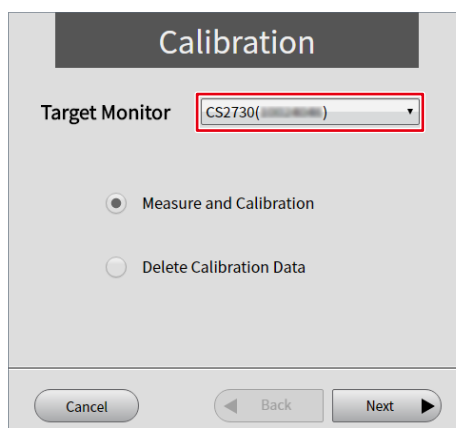 Calibration
Target Monitor CS2730( )
Measure and Calibration
Delete Calibration Data
Cancel Back Next